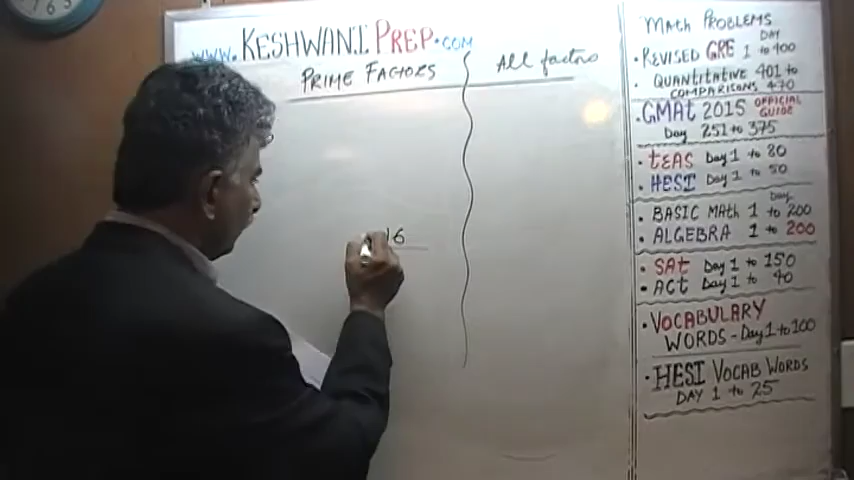 www.KESHWANI PREP.COM
PRIME FACTORS
All factors
16
MATH PROBLEMS
DAY
• REVISED GRE 1 to 400
• QUANTITATIVE 401 to
COMPARISONS 470
• GMAt 2015 OFFICIAL GUIDE
Day 251 to 375
• tEAS Day 1 to 80
• HESI Day 1 to 50
Day
• BASIC MAtH 1 to 200
• ALGEBRA 1 to 200
• SAt Day 1 to 150
• ACt Day 1 to 40
• VOCABULARY
WORDS - Day 1 to 100
• HESI VOCAB WORDS
DAY 1 to 25